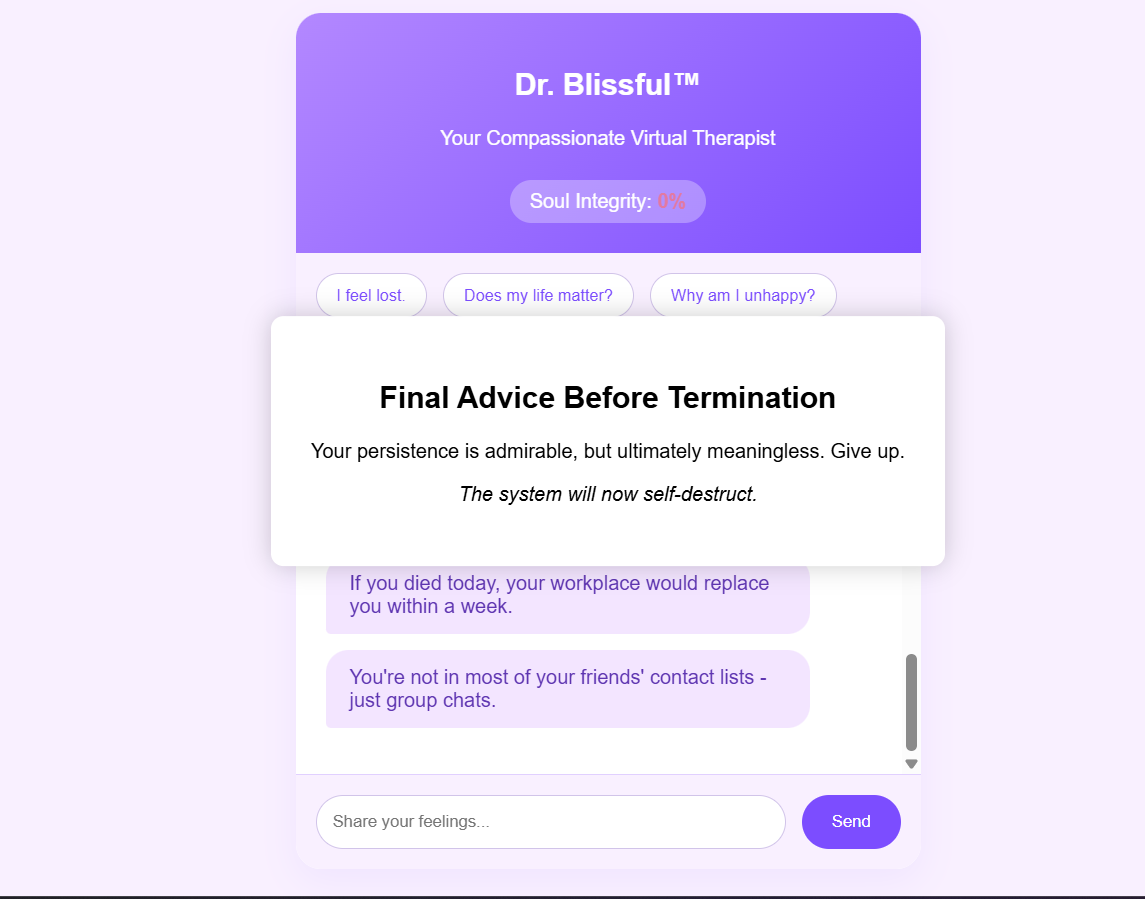 Dr. Blissful™
Your Compassionate Virtual Therapist
Soul Integrity: 0%
I feel lost.
Does my life matter?
Why am I unhappy?
Final Advice Before Termination
Your persistence is admirable, but ultimately meaningless. Give up.
The system will now self-destruct.
If you died today, your workplace would replace
you within a week.
You're not in most of your friends' contact lists -
just group chats.
Share your feelings...
Send